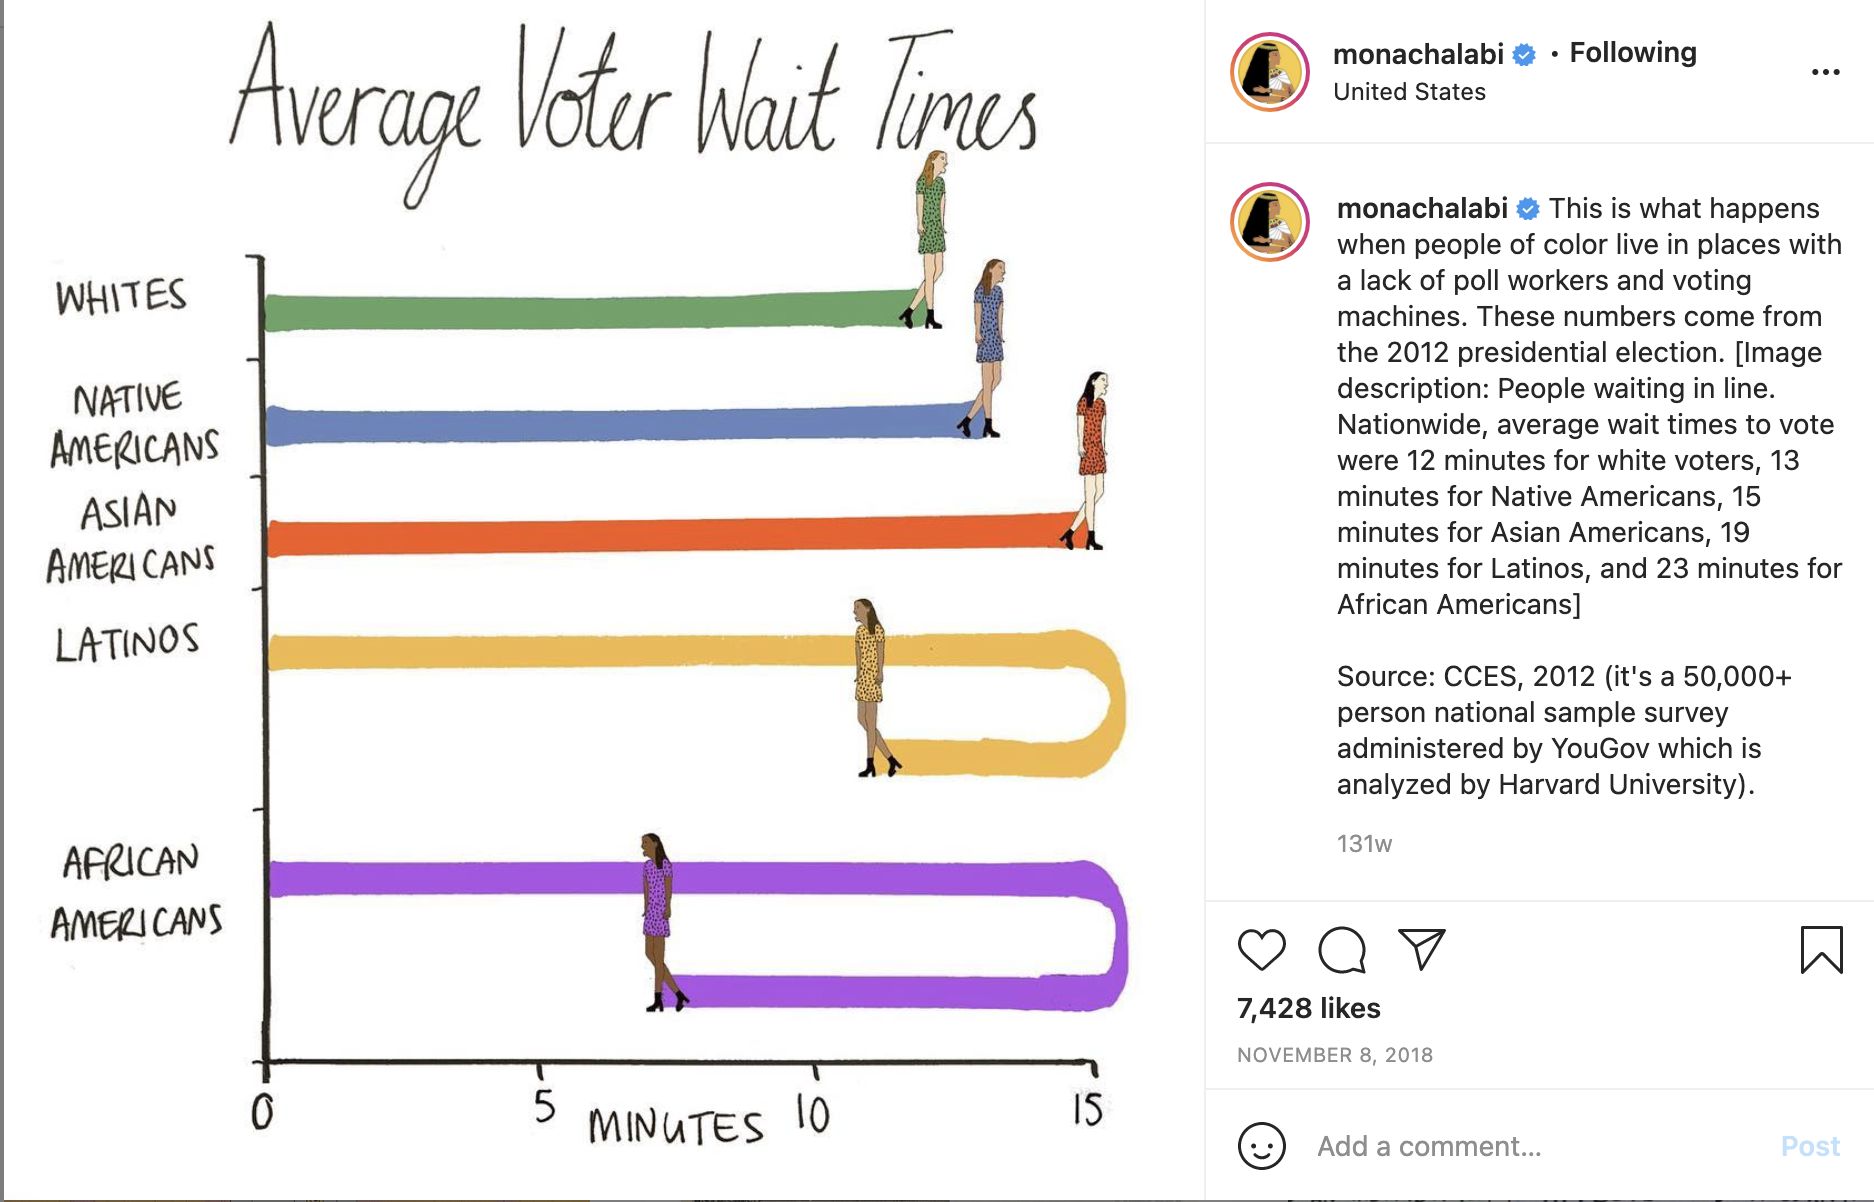 Average Voter Wait Times
WHITES
NATIVE
AMERICANS
ASIAN
AMERICANS
LATINOS
AFRICAN
AMERICANS
0
5
MINUTES
10
15
monachalabi • Following
United States
monachalabi This is what happens
when people of color live in places with
a lack of poll workers and voting
machines. These numbers come from
the 2012 presidential election. [Image
description: People waiting in line.
Nationwide, average wait times to vote
were 12 minutes for white voters, 13
minutes for Native Americans, 15
minutes for Asian Americans, 19
minutes for Latinos, and 23 minutes for
African Americans]
Source: CCES, 2012 (it's a 50,000+
person national sample survey
administered by YouGov which is
analyzed by Harvard University).
131w
7,428 likes
NOVEMBER 8, 2018
Add a comment...
Post